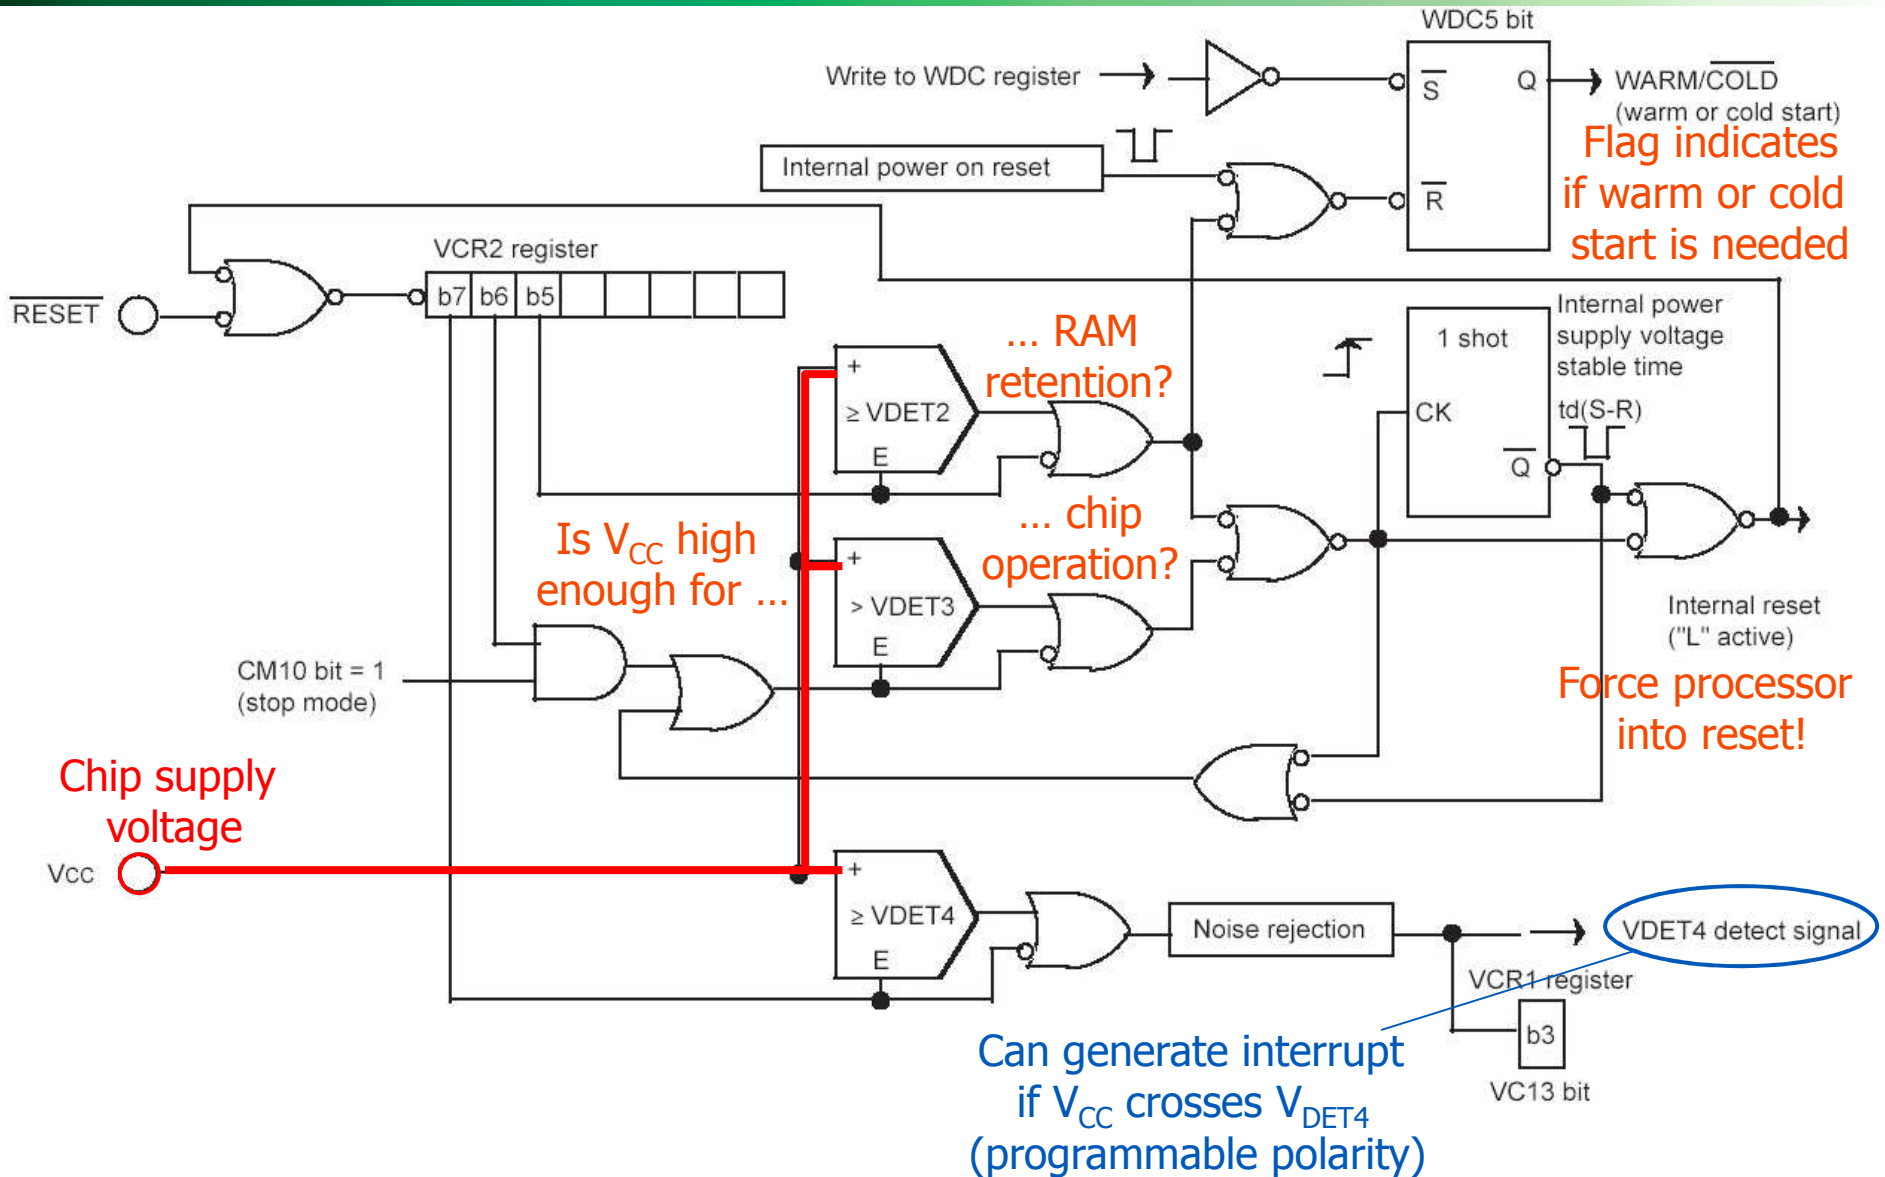 WDC5 bit
Write to WDC register
S
Q
WARM/COLD
(warm or cold start)
Flag indicates
if warm or cold
start is needed
Internal power on reset
R
VCR2 register
RESET
b7 b6 b5
Internal power
supply voltage
stable time
td(S-R)
1 shot
CK
Q
+
≥ VDET2
E
... RAM
retention?
Is VCC high
enough for ...
+
> VDET3
E
... chip
operation?
Internal reset
("L" active)
Force processor
into reset!
CM10 bit = 1
(stop mode)
Chip supply
voltage
Vcc
+
≥ VDET4
E
Noise rejection
VDET4 detect signal
VCR1 register
b3
VC13 bit
Can generate interrupt
if VCC crosses VDET4
(programmable polarity)